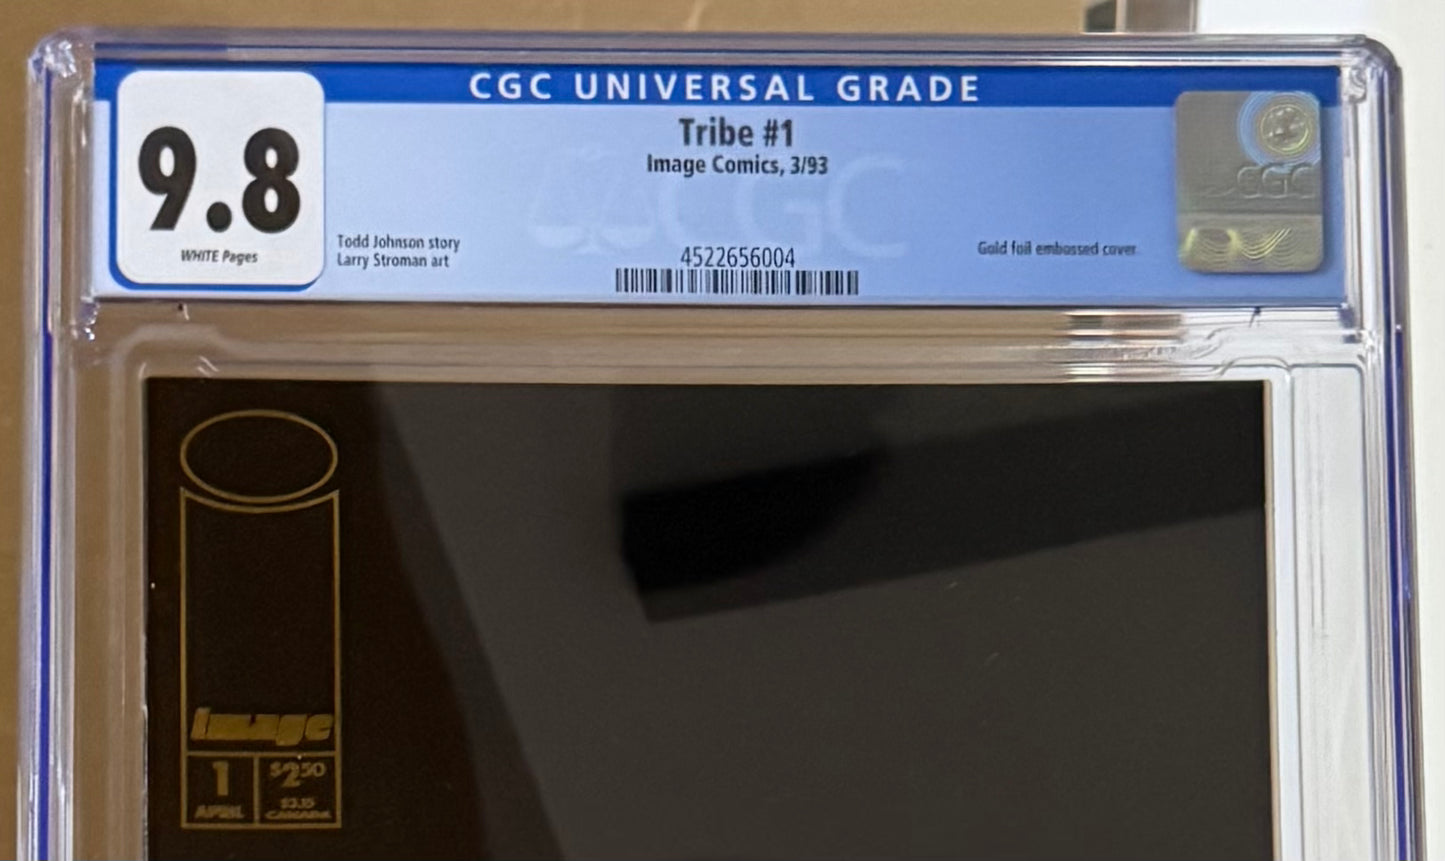 CGC UNIVERSAL GRADE
9.8
WHITE Pages
Tribe #1
Image Comics, 3/93
Todd Johnson story
Larry Stroman art
4522656004
Gold foil embossed cover
CGC
CGC
image
1
APRIL
$2.50
$3.15
CANADA